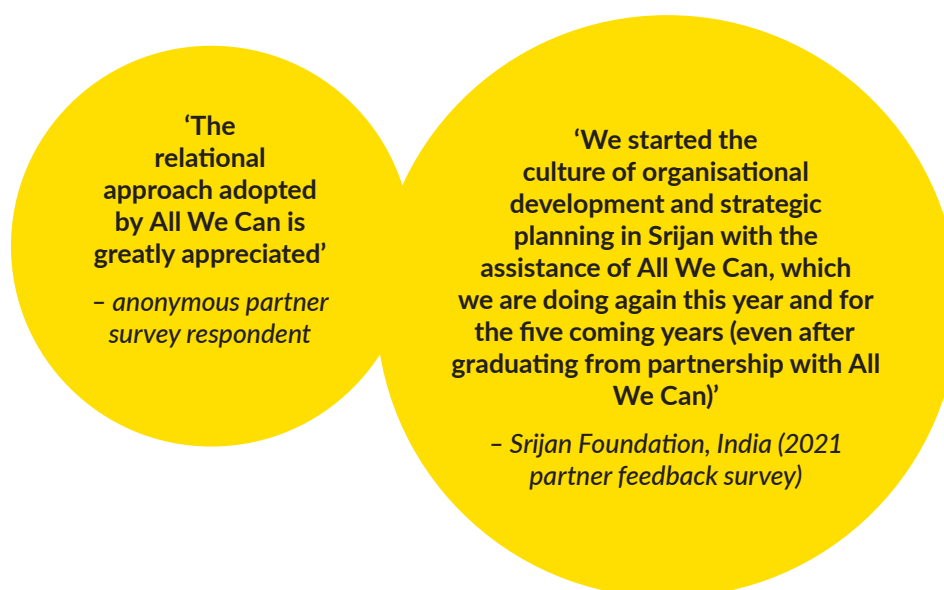 ‘The
relational
approach adopted
by All We Can is
greatly appreciated’
– anonymous partner
survey respondent
‘We started the
culture of organisational
development and strategic
planning in Srijan with the
assistance of All We Can, which
we are doing again this year and for
the five coming years (even after
graduating from partnership with All
We Can)’
– Srijan Foundation, India (2021
partner feedback survey)